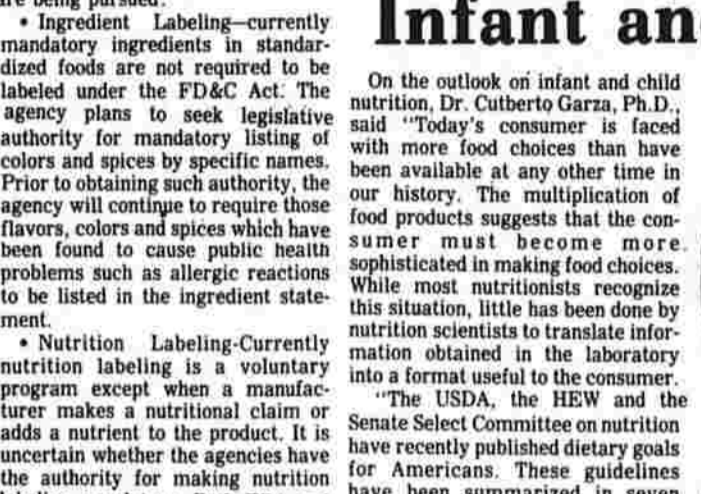 are being pursued:
• Ingredient Labeling—currently
mandatory ingredients in standar-
dized foods are not required to be
labeled under the FD&C Act. The
agency plans to seek legislative
authority for mandatory listing of
colors and spices by specific names.
Prior to obtaining such authority, the
agency will continue to require those
flavors, colors and spices which have
been found to cause public health
problems such as allergic reactions
to be listed in the ingredient state-
ment.
• Nutrition Labeling-Currently
nutrition labeling is a voluntary
program except when a manufac-
turer makes a nutritional claim or
adds a nutrient to the product. It is
uncertain whether the agencies have
the authority for making nutrition
Infant an
On the outlook on infant and child
nutrition, Dr. Cutberto Garza, Ph.D.,
said "Today's consumer is faced
with more food choices than have
been available at any other time in
our history. The multiplication of
food products suggests that the con-
sumer must become more
sophisticated in making food choices.
While most nutritionists recognize
this situation, little has been done by
nutrition scientists to translate infor-
mation obtained in the laboratory
into a format useful to the consumer.
"The USDA, the HEW and the
Senate Select Committee on nutrition
have recently published dietary goals
for Americans. These guidelines
have been summarized in seven